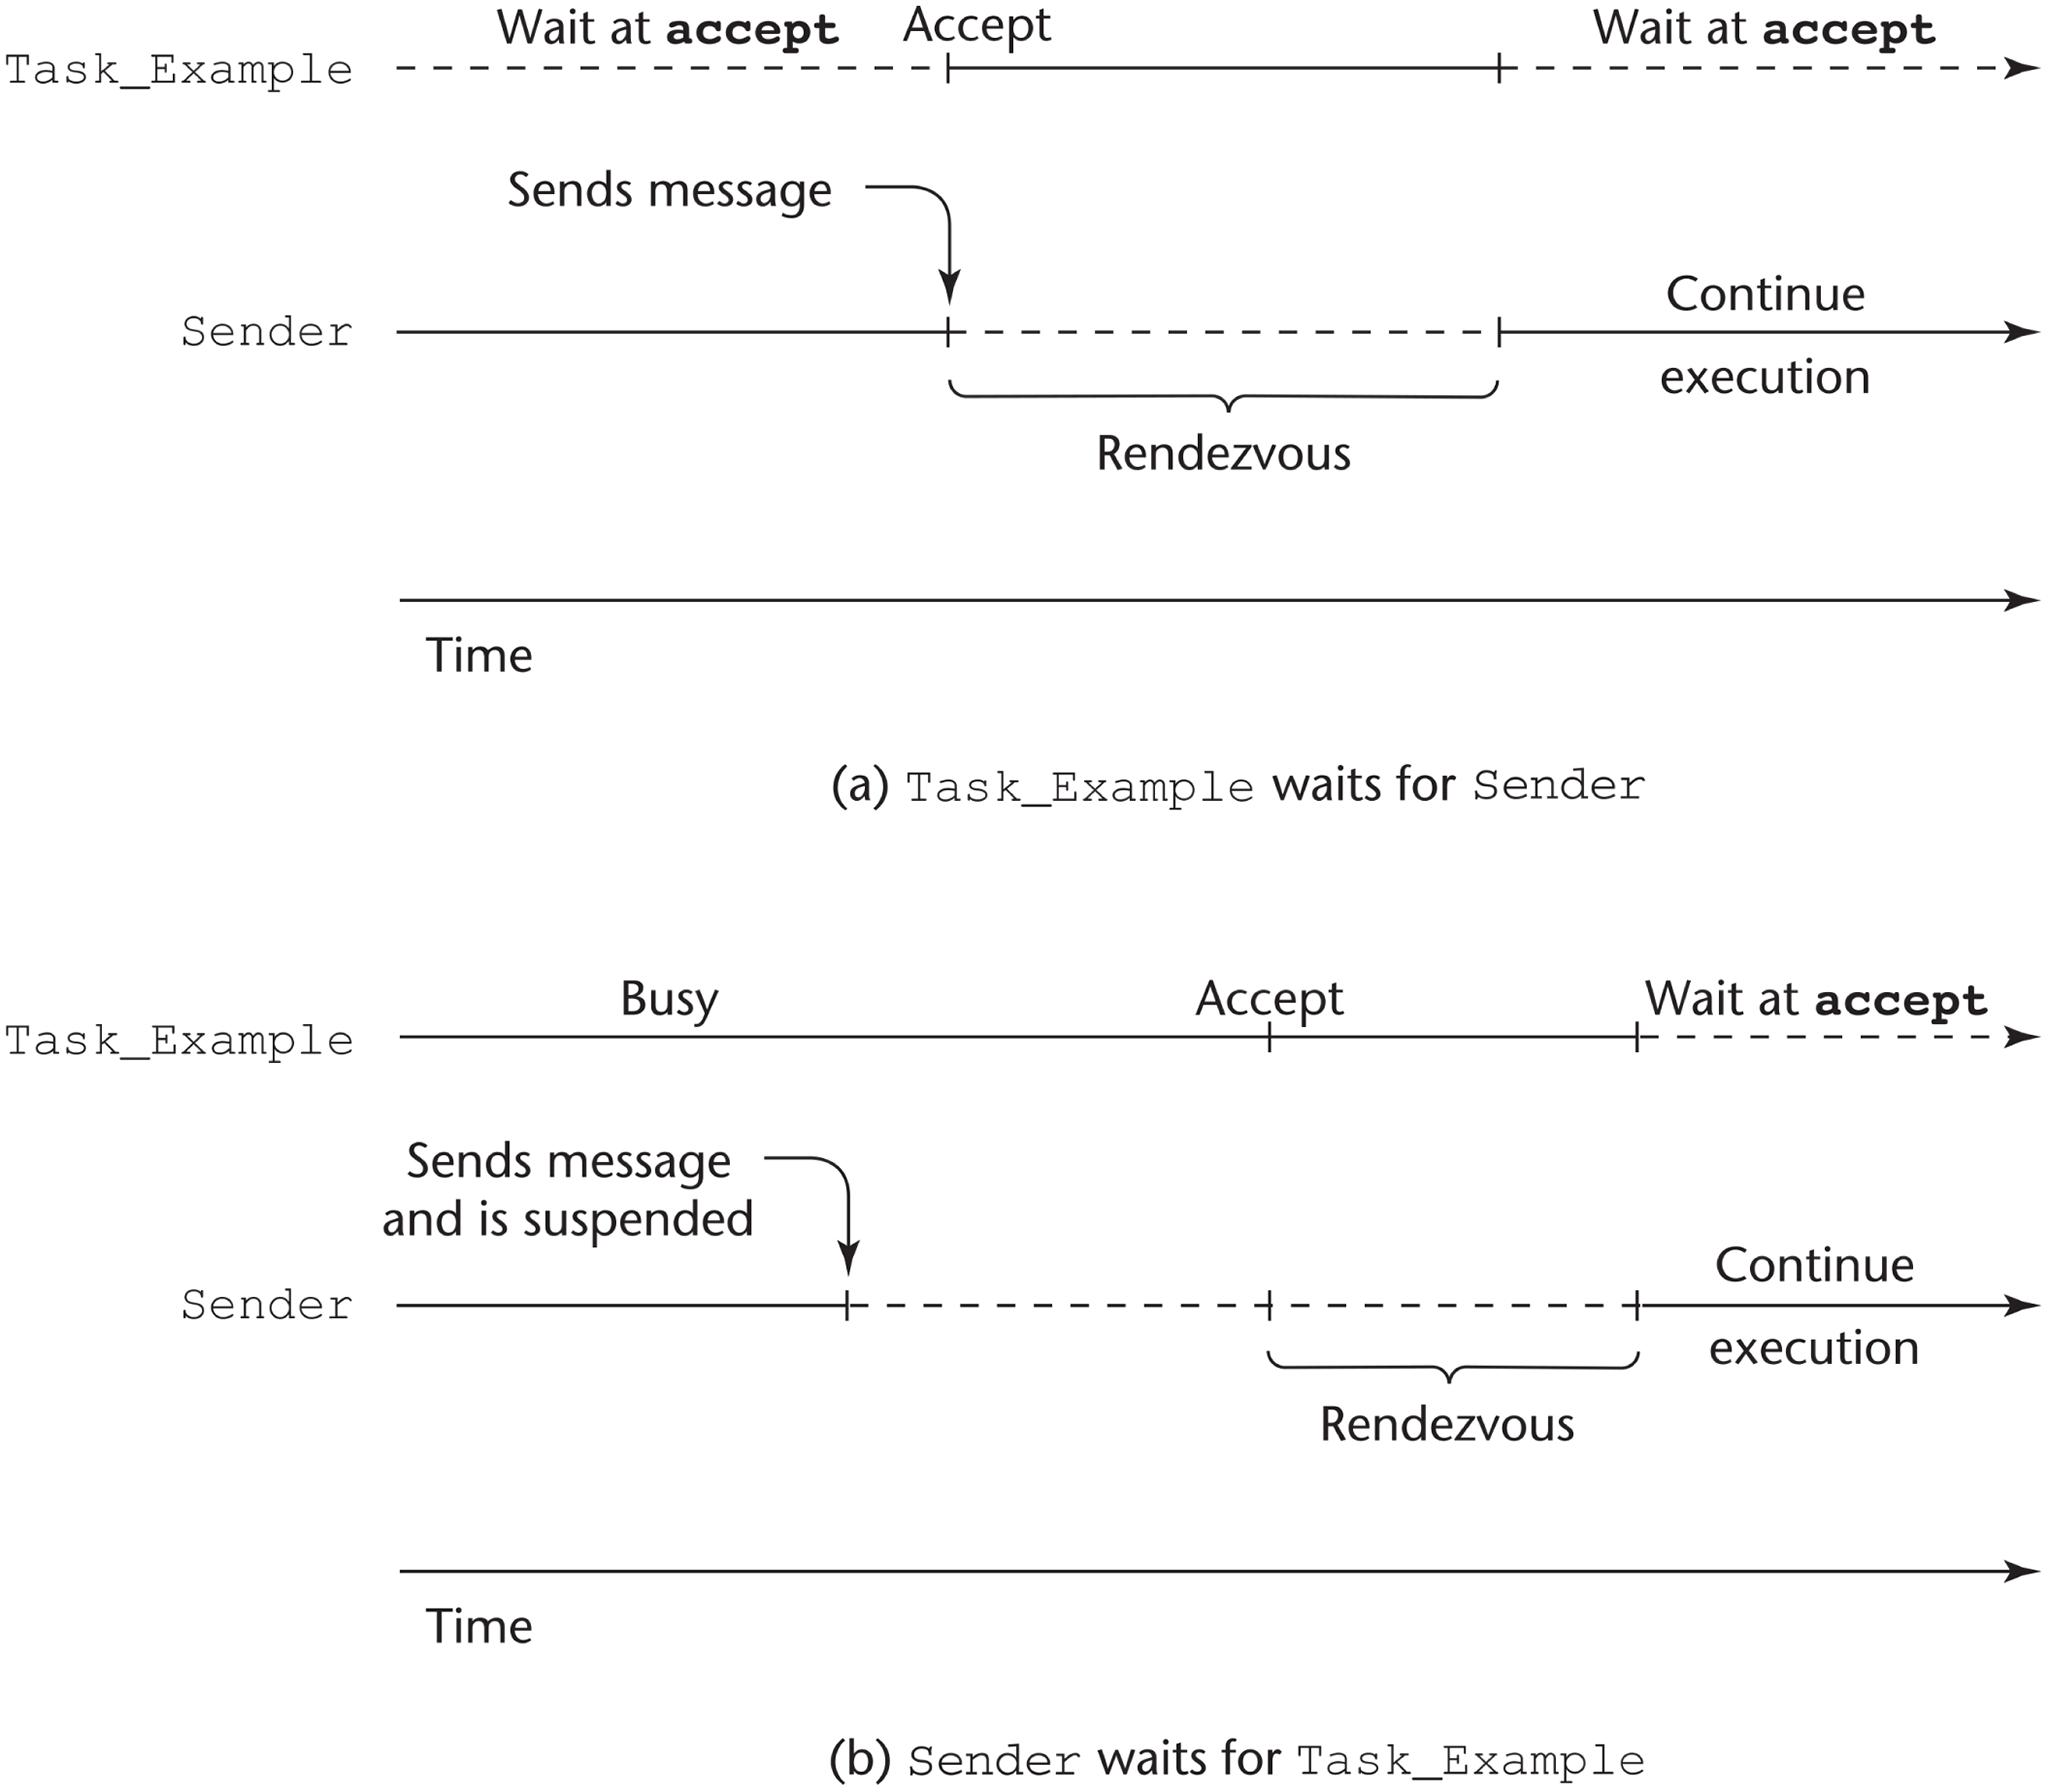 Wait at accept Accept Wait at accept
Task_Example
Sends message
Sender
Continue
execution
Rendezvous
Time
(a) Task_Example waits for Sender
Busy Accept Wait at accept
Task_Example
Sends message
and is suspended
Sender
Continue
execution
Rendezvous
Time
(b) Sender waits for Task_Example